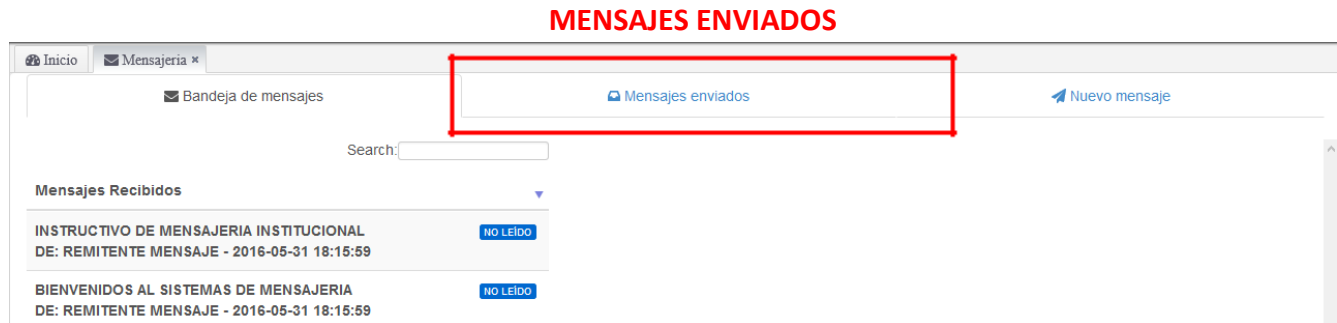 MENSAJES ENVIADOS
Inicio Mensajeria ×
Bandeja de mensajes Mensajes enviados Nuevo mensaje
Search:
Mensajes Recibidos
INSTRUCTIVO DE MENSAJERIA INSTITUCIONAL NO LEÍDO
DE: REMITENTE MENSAJE - 2016-05-31 18:15:59
BIENVENIDOS AL SISTEMAS DE MENSAJERIA NO LEÍDO
DE: REMITENTE MENSAJE - 2016-05-31 18:15:59